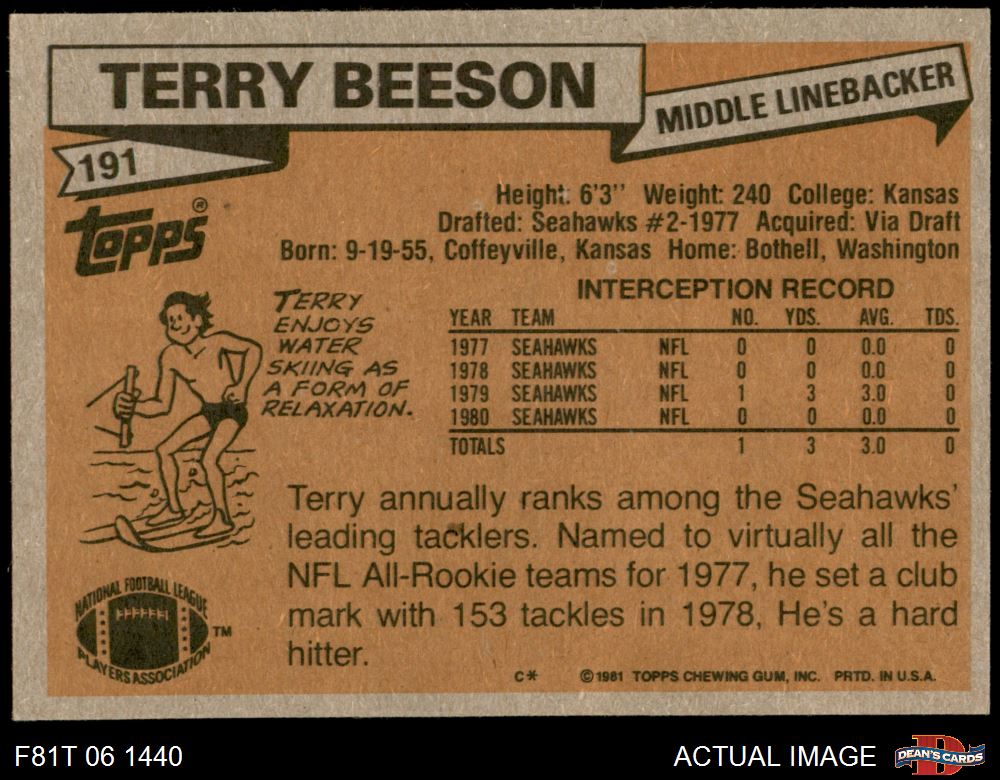 TERRY BEESON
MIDDLE LINEBACKER
191
Topps®
Height: 6'3" Weight: 240 College: Kansas
Drafted: Seahawks #2-1977 Acquired: Via Draft
Born: 9-19-55, Coffeyville, Kansas Home: Bothell, Washington
TERRY
ENJOYS
WATER
SKIING AS
A FORM OF
RELAXATION.
INTERCEPTION RECORD
YEAR TEAM NO. YDS. AVG. TDS.
1977 SEAHAWKS NFL 0 0 0.0 0
1978 SEAHAWKS NFL 0 0 0.0 0
1979 SEAHAWKS NFL 1 3 3.0 0
1980 SEAHAWKS NFL 0 0 0.0 0
TOTALS 1 3 3.0 0
Terry annually ranks among the Seahawks'
leading tacklers. Named to virtually all the
NFL All-Rookie teams for 1977, he set a club
mark with 153 tackles in 1978, He's a hard
hitter.
NATIONAL FOOTBALL LEAGUE
PLAYERS ASSOCIATION
TM
C* ©1981 TOPPS CHEWING GUM, INC. PRTD. IN U.S.A.
F81T 06 1440
ACTUAL IMAGE
D
DEAN'S CARDS